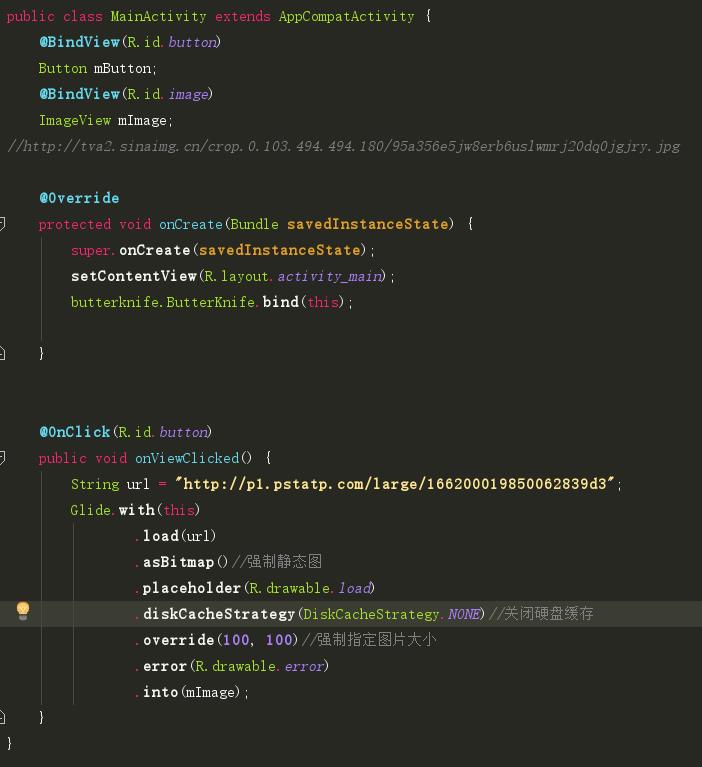 public class MainActivity extends AppCompatActivity {
@BindView(R.id.button)
Button mButton;
@BindView(R.id.image)
ImageView mImage;
//http://tva2.sinaimg.cn/crop.0.103.494.494.180/95a356e5jw8erb6uslwmrj20dq0jgjry.jpg
@Override
protected void onCreate(Bundle savedInstanceState) {
super.onCreate(savedInstanceState);
setContentView(R.layout.activity_main);
butterknife.ButterKnife.bind(this);
}
@OnClick(R.id.button)
public void onViewClicked() {
String url = "http://p1.pstatp.com/large/166200019850062839d3";
Glide.with(this)
.load(url)
.asBitmap()//强制静态图
.placeholder(R.drawable.load)
.diskCacheStrategy(DiskCacheStrategy.NONE)//关闭硬盘缓存
.override(100, 100)//强制指定图片大小
.error(R.drawable.error)
.into(mImage);
}
}